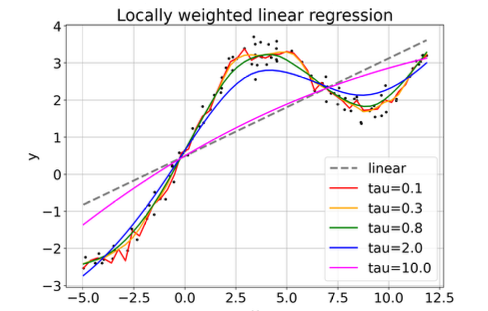 Locally weighted linear regression
4
3
2
1
0
−1
−2
−3
y
linear
tau=0.1
tau=0.3
tau=0.8
tau=2.0
tau=10.0
−5.0 −2.5 0.0 2.5 5.0 7.5 10.0 12.5